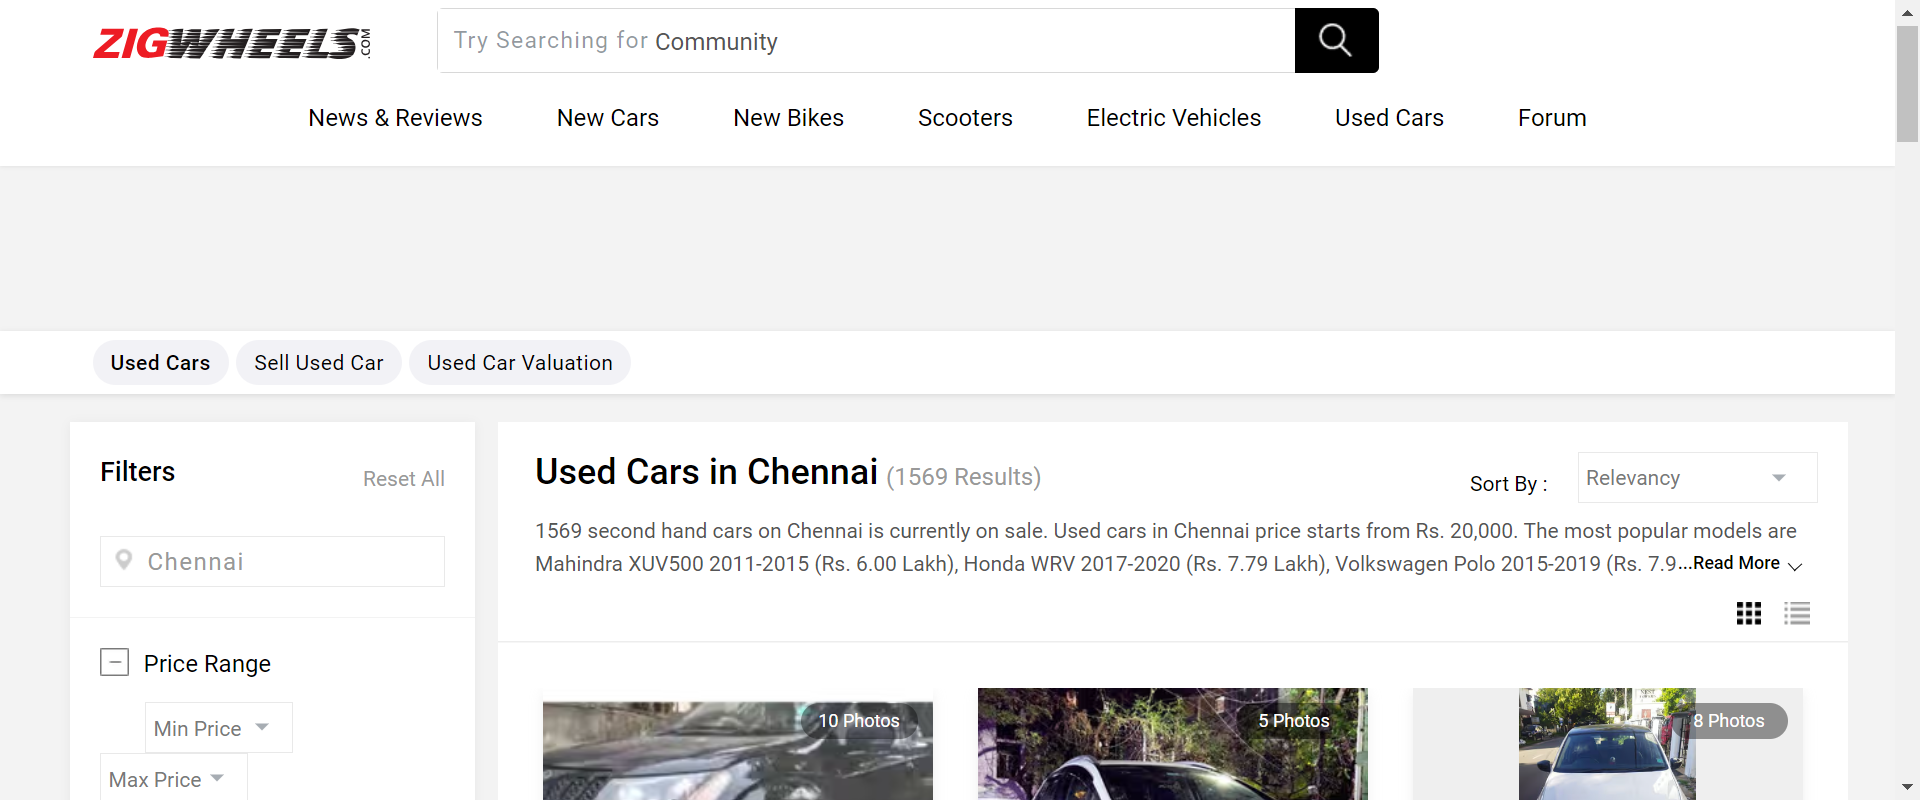 ZIGWHEELS.COM
Try Searching for Community
News & Reviews New Cars New Bikes Scooters Electric Vehicles Used Cars Forum
Used Cars Sell Used Car Used Car Valuation
Filters
Reset All
Chennai
Price Range
Min Price
Max Price
Used Cars in Chennai (1569 Results)
Sort By : Relevancy
1569 second hand cars on Chennai is currently on sale. Used cars in Chennai price starts from Rs. 20,000. The most popular models are
Mahindra XUV500 2011-2015 (Rs. 6.00 Lakh), Honda WRV 2017-2020 (Rs. 7.79 Lakh), Volkswagen Polo 2015-2019 (Rs. 7.9...Read More
10 Photos
5 Photos
8 Photos